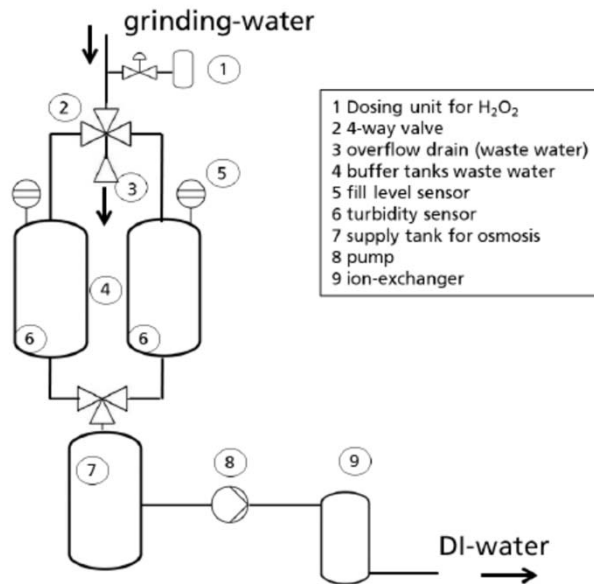 grinding-water
1
2
3
5
4
6
6
7
8
9
DI-water
1 Dosing unit for H₂O₂
2 4-way valve
3 overflow drain (waste water)
4 buffer tanks waste water
5 fill level sensor
6 turbidity sensor
7 supply tank for osmosis
8 pump
9 ion-exchanger